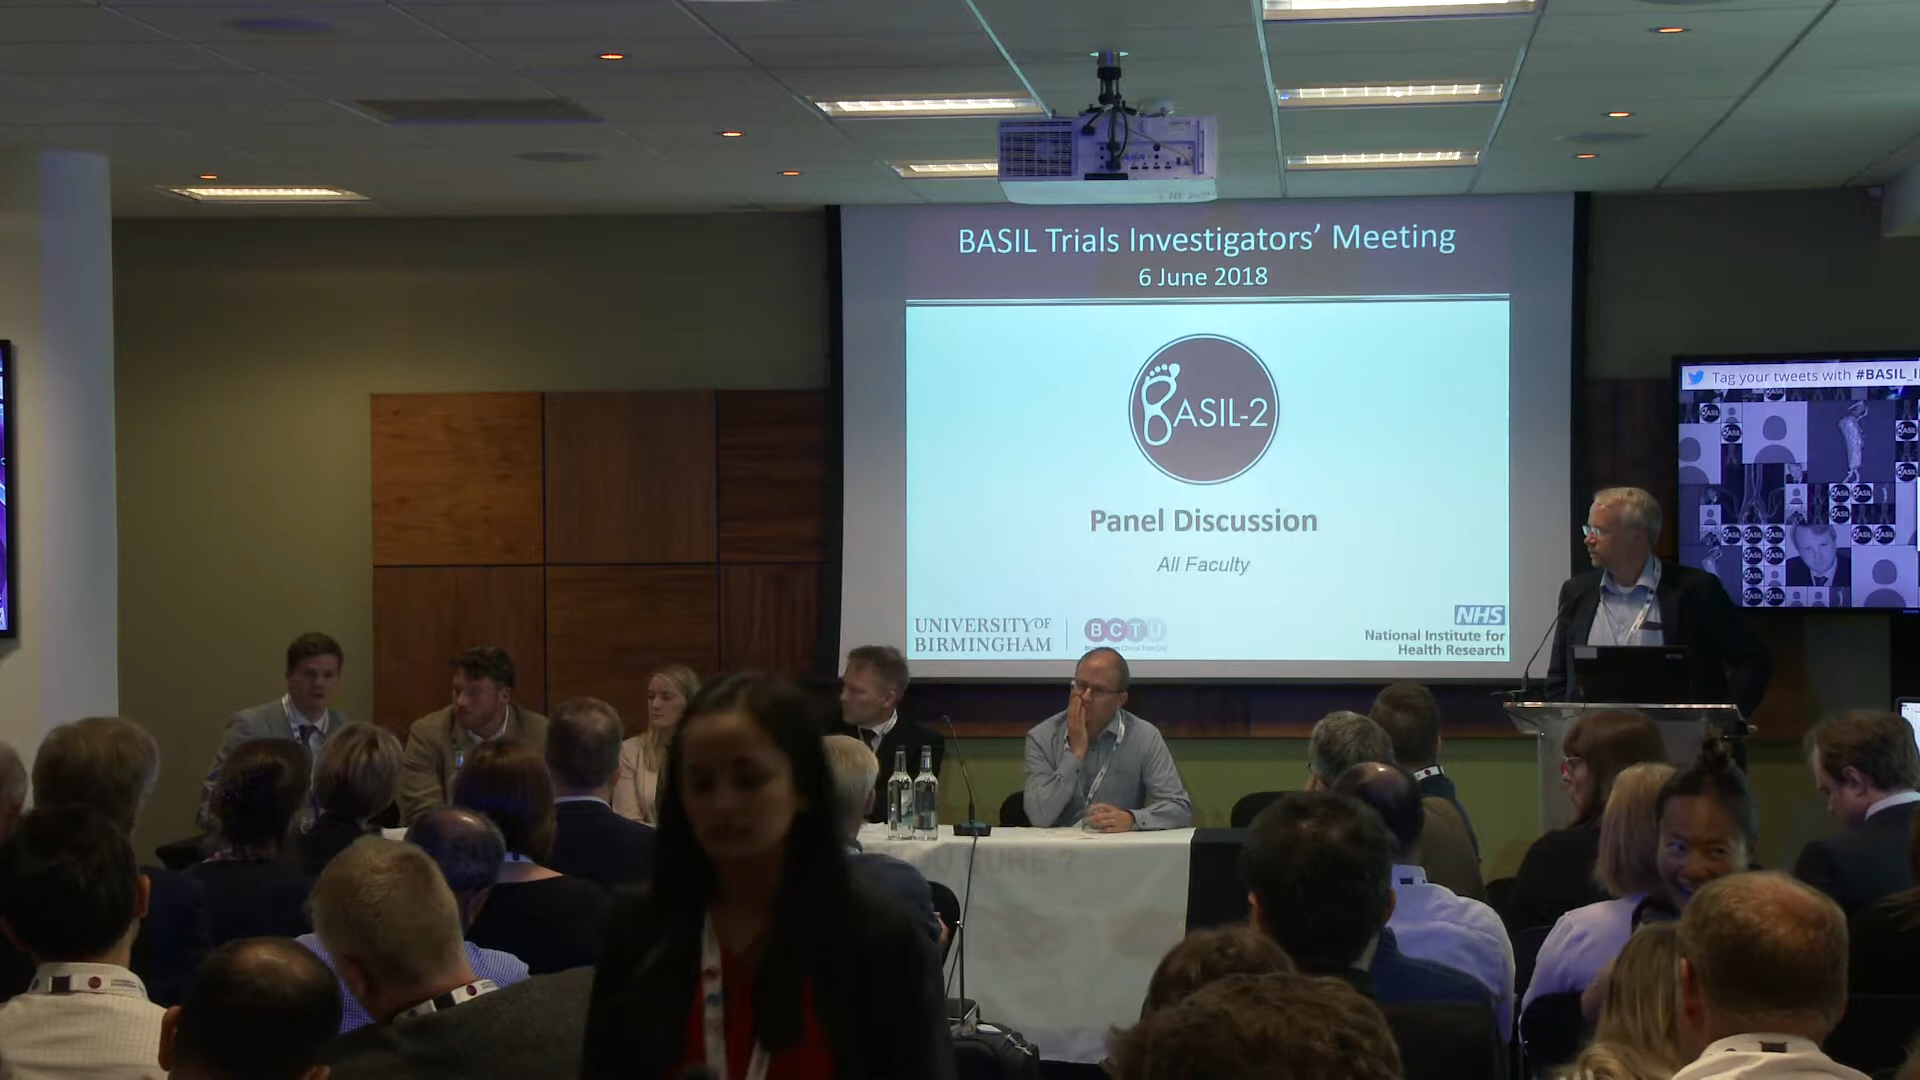 BASIL Trials Investigators' Meeting
6 June 2018
BASIL-2
Panel Discussion
All Faculty
UNIVERSITY OF
BIRMINGHAM
BCTU
NHS
National Institute for
Health Research
Tag your tweets with #BASIL_I